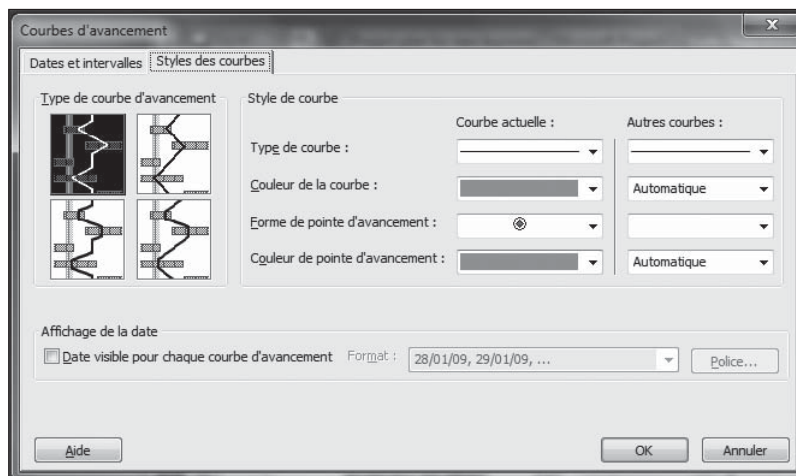 Courbes d'avancement
Dates et intervalles Styles des courbes
Type de courbe d'avancement
Style de courbe
Courbe actuelle : Autres courbes :
Type de courbe :
Couleur de la courbe : Automatique
Forme de pointe d'avancement :
Couleur de pointe d'avancement : Automatique
Affichage de la date
Date visible pour chaque courbe d'avancement Format : 28/01/09, 29/01/09, ... Police...
Aide OK Annuler